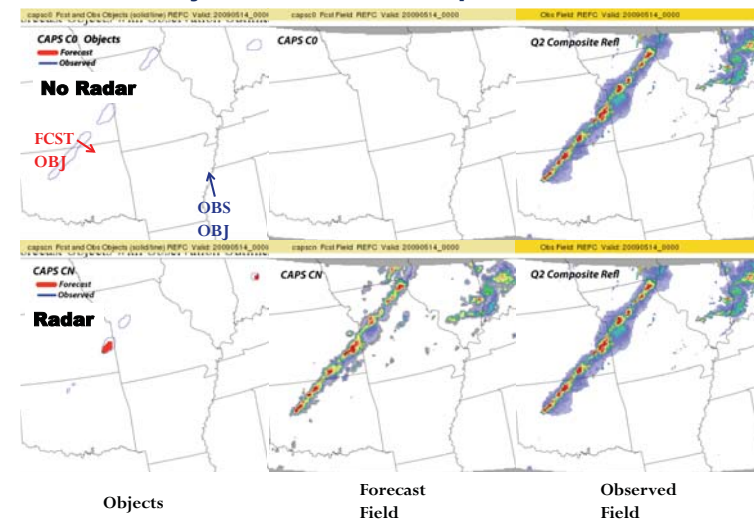 caps0 Fcst and Obs Objects (solid/line) REFC Valid: 20090514_0000
caps0 Fcst Field REFC Valid: 20090514_0000
Obs Field REFC Valid: 20090514_0000
CAPS C0 Objects
Forecast
Observed
CAPS C0
Q2 Composite Refl
No Radar
FCST
OBJ
OBS
OBJ
capscn Fcst and Obs Objects (solid/line) REFC Valid: 20090514_0000
capscn Fcst Field REFC Valid: 20090514_0000
Obs Field REFC Valid: 20090514_0000
CAPS CN
Forecast
Observed
CAPS CN
Q2 Composite Refl
Radar
Objects
Forecast
Field
Observed
Field